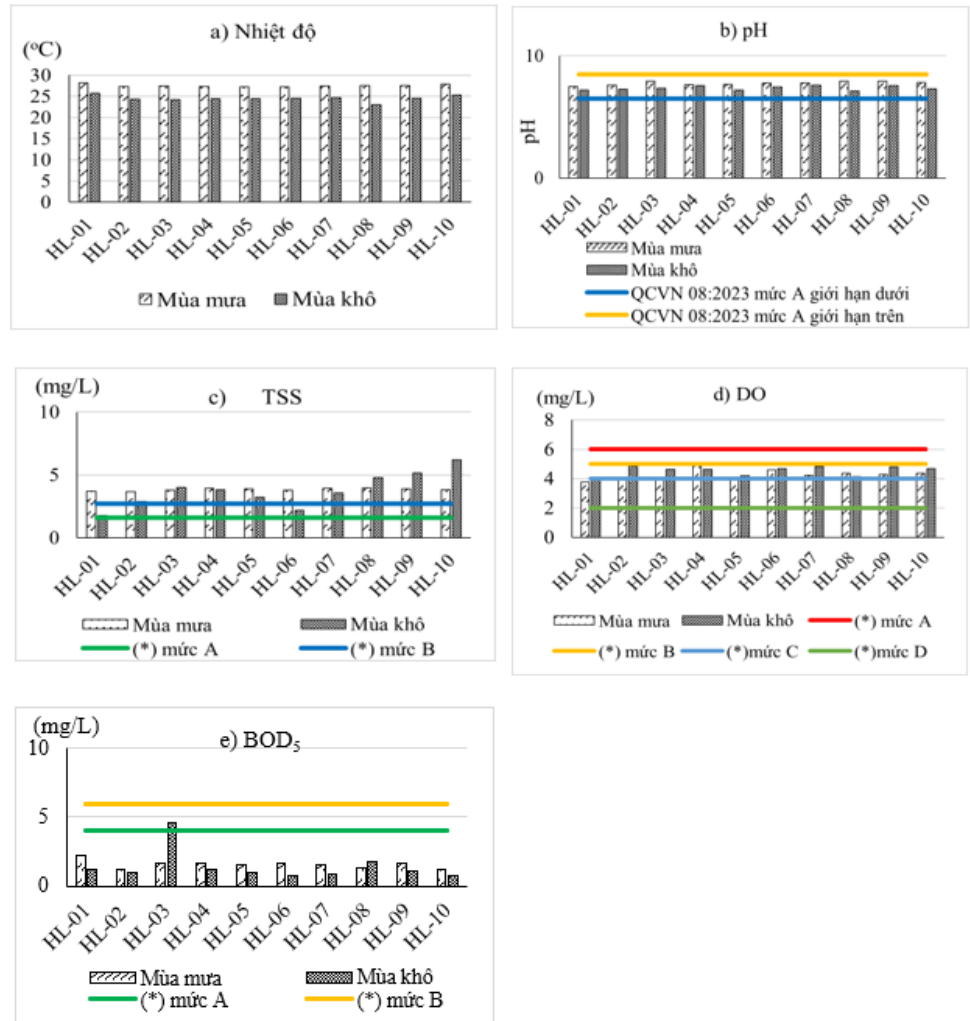 a) Nhiệt độ
(°C)
30
25
20
15
10
5
0
HL-01
HL-02
HL-03
HL-04
HL-05
HL-06
HL-07
HL-08
HL-09
HL-10
Mùa mưa
Mùa khô
b) pH
10
pH
0
HL-01
HL-02
HL-03
HL-04
HL-05
HL-06
HL-07
HL-08
HL-09
HL-10
Mùa mưa
Mùa khô
QCVN 08:2023 mức A giới hạn dưới
QCVN 08:2023 mức A giới hạn trên
(mg/L)
c) TSS
10
5
0
HL-01
HL-02
HL-03
HL-04
HL-05
HL-06
HL-07
HL-08
HL-09
HL-10
Mùa mưa
Mùa khô
(*) mức A
(*) mức B
(mg/L)
d) DO
8
6
4
2
0
HL-01
HL-02
HL-03
HL-04
HL-05
HL-06
HL-07
HL-08
HL-09
HL-10
Mùa mưa
Mùa khô
(*) mức A
(*) mức B
(*)mức C
(*)mức D
(mg/L)
e) BOD₅
10
5
0
HL-01
HL-02
HL-03
HL-04
HL-05
HL-06
HL-07
HL-08
HL-09
HL-10
Mùa mưa
Mùa khô
(*) mức A
(*) mức B